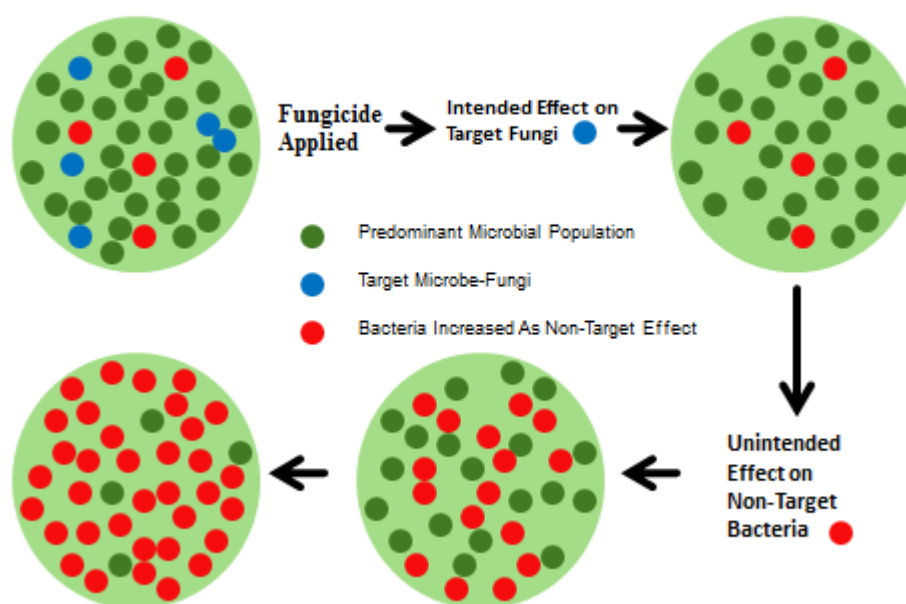 Fungicide
Applied
Intended Effect on
Target Fungi
Predominant Microbial Population
Target Microbe-Fungi
Bacteria Increased As Non-Target Effect
Unintended
Effect on
Non-Target
Bacteria